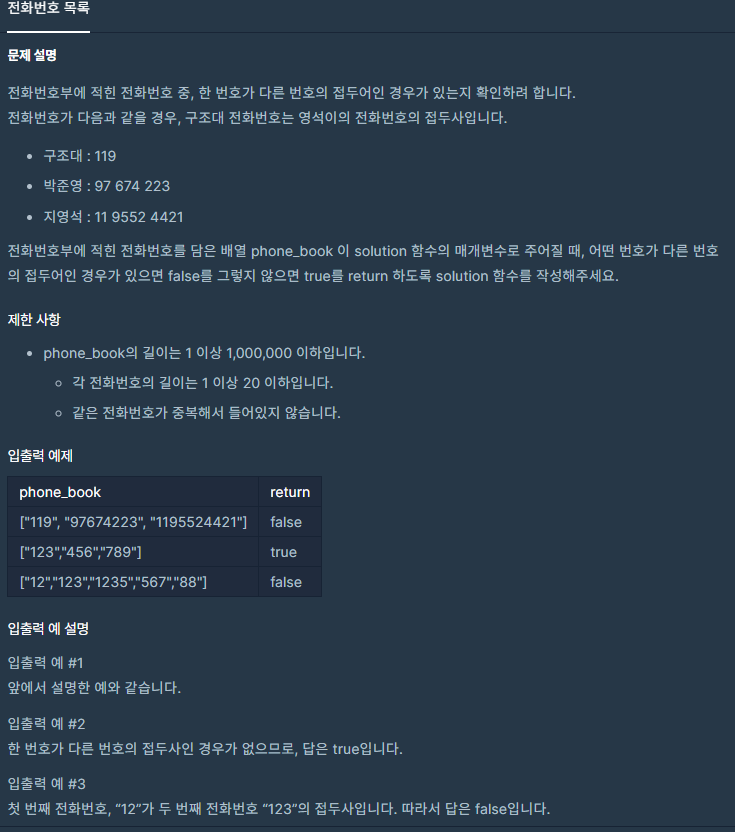 전화번호 목록
문제 설명
전화번호부에 적힌 전화번호 중, 한 번호가 다른 번호의 접두어인 경우가 있는지 확인하려 합니다.
전화번호가 다음과 같을 경우, 구조대 전화번호는 영석이의 전화번호의 접두사입니다.
• 구조대 : 119
• 박준영 : 97 674 223
• 지영석 : 11 9552 4421
전화번호부에 적힌 전화번호를 담은 배열 phone_book 이 solution 함수의 매개변수로 주어질 때, 어떤 번호가 다른 번호
의 접두어인 경우가 있으면 false를 그렇지 않으면 true를 return 하도록 solution 함수를 작성해주세요.
제한 사항
• phone_book의 길이는 1 이상 1,000,000 이하입니다.
◦ 각 전화번호의 길이는 1 이상 20 이하입니다.
◦ 같은 전화번호가 중복해서 들어있지 않습니다.
입출력 예제
phone_book return
["119", "97674223", "1195524421"] false
["123","456","789"] true
["12","123","1235","567","88"] false
입출력 예 설명
입출력 예 #1
앞에서 설명한 예와 같습니다.
입출력 예 #2
한 번호가 다른 번호의 접두사인 경우가 없으므로, 답은 true입니다.
입출력 예 #3
첫 번째 전화번호, “12”가 두 번째 전화번호 “123”의 접두사입니다. 따라서 답은 false입니다.